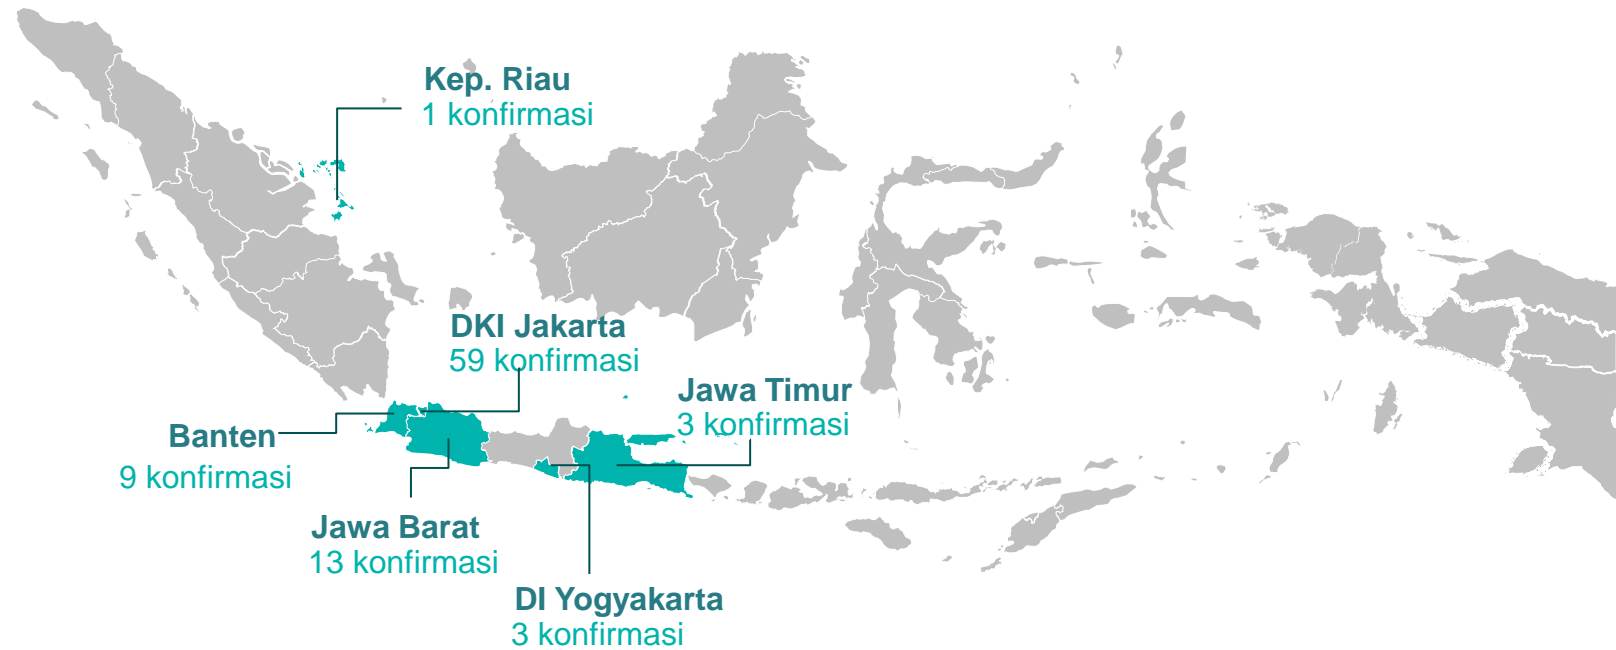 Kep. Riau
1 konfirmasi
DKI Jakarta
59 konfirmasi
Jawa Timur
3 konfirmasi
Banten
9 konfirmasi
Jawa Barat
13 konfirmasi
DI Yogyakarta
3 konfirmasi